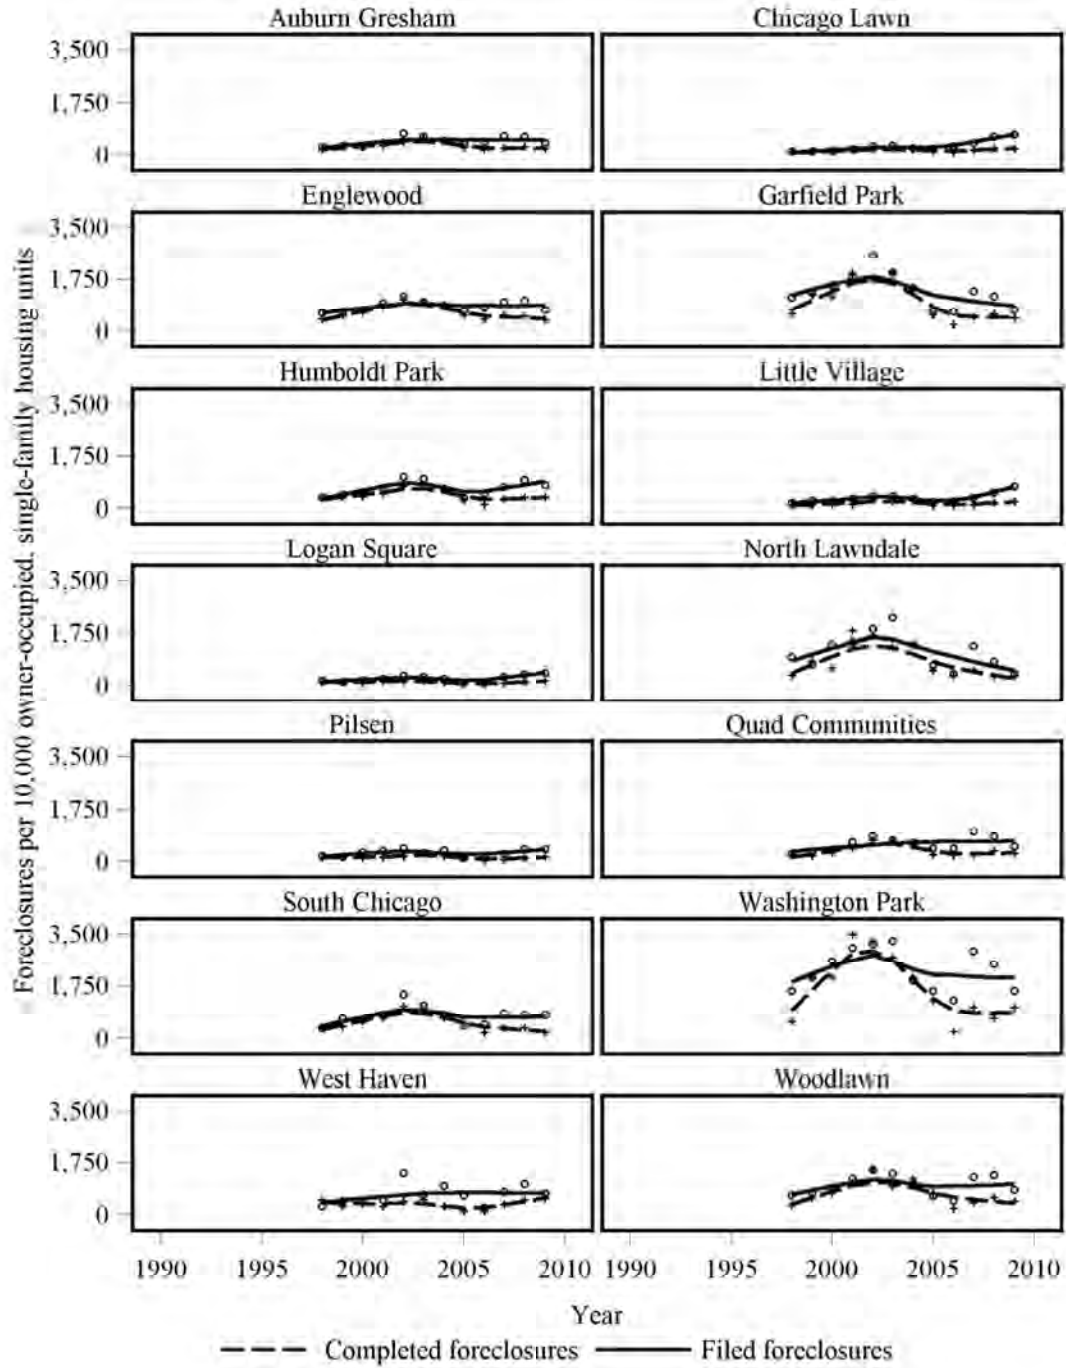 Auburn Gresham Chicago Lawn
3,500
1,750
0
Englewood Garfield Park
3,500
1,750
0
Humboldt Park Little Village
3,500
1,750
0
Logan Square North Lawndale
3,500
1,750
0
Pilsen Quad Communities
3,500
1,750
0
South Chicago Washington Park
3,500
1,750
0
West Haven Woodlawn
3,500
1,750
0
Foreclosures per 10,000 owner-occupied, single-family housing units
1990 1995 2000 2005 2010 1990 1995 2000 2005 2010
Year
Completed foreclosures Filed foreclosures